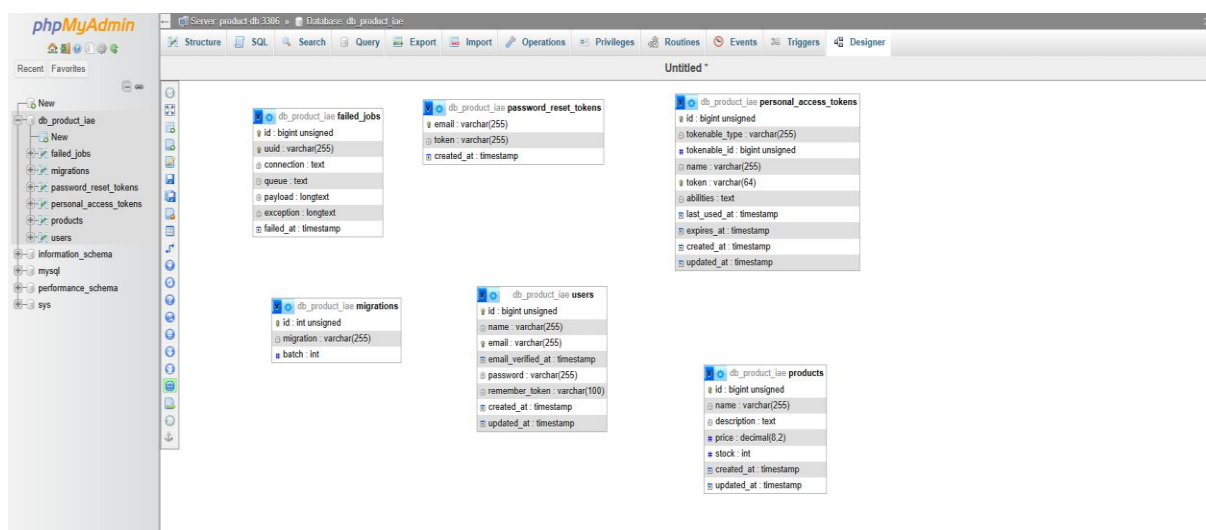 phpMyAdmin
Recent Favorites
New
db_product_iae
New
failed_jobs
migrations
password_reset_tokens
personal_access_tokens
products
users
information_schema
mysql
performance_schema
sys
Server: product-db:3306 » Database: db_product_iae
Structure SQL Search Query Export Import Operations Privileges Routines Events Triggers Designer
Untitled *
db_product_iae failed_jobs
id : bigint unsigned
uuid : varchar(255)
connection : text
queue : text
payload : longtext
exception : longtext
failed_at : timestamp
db_product_iae password_reset_tokens
email : varchar(255)
token : varchar(255)
created_at : timestamp
db_product_iae personal_access_tokens
id : bigint unsigned
tokenable_type : varchar(255)
tokenable_id : bigint unsigned
name : varchar(255)
token : varchar(64)
abilities : text
last_used_at : timestamp
expires_at : timestamp
created_at : timestamp
updated_at : timestamp
db_product_iae migrations
id : int unsigned
migration : varchar(255)
batch : int
db_product_iae users
id : bigint unsigned
name : varchar(255)
email : varchar(255)
email_verified_at : timestamp
password : varchar(255)
remember_token : varchar(100)
created_at : timestamp
updated_at : timestamp
db_product_iae products
id : bigint unsigned
name : varchar(255)
description : text
price : decimal(8,2)
stock : int
created_at : timestamp
updated_at : timestamp